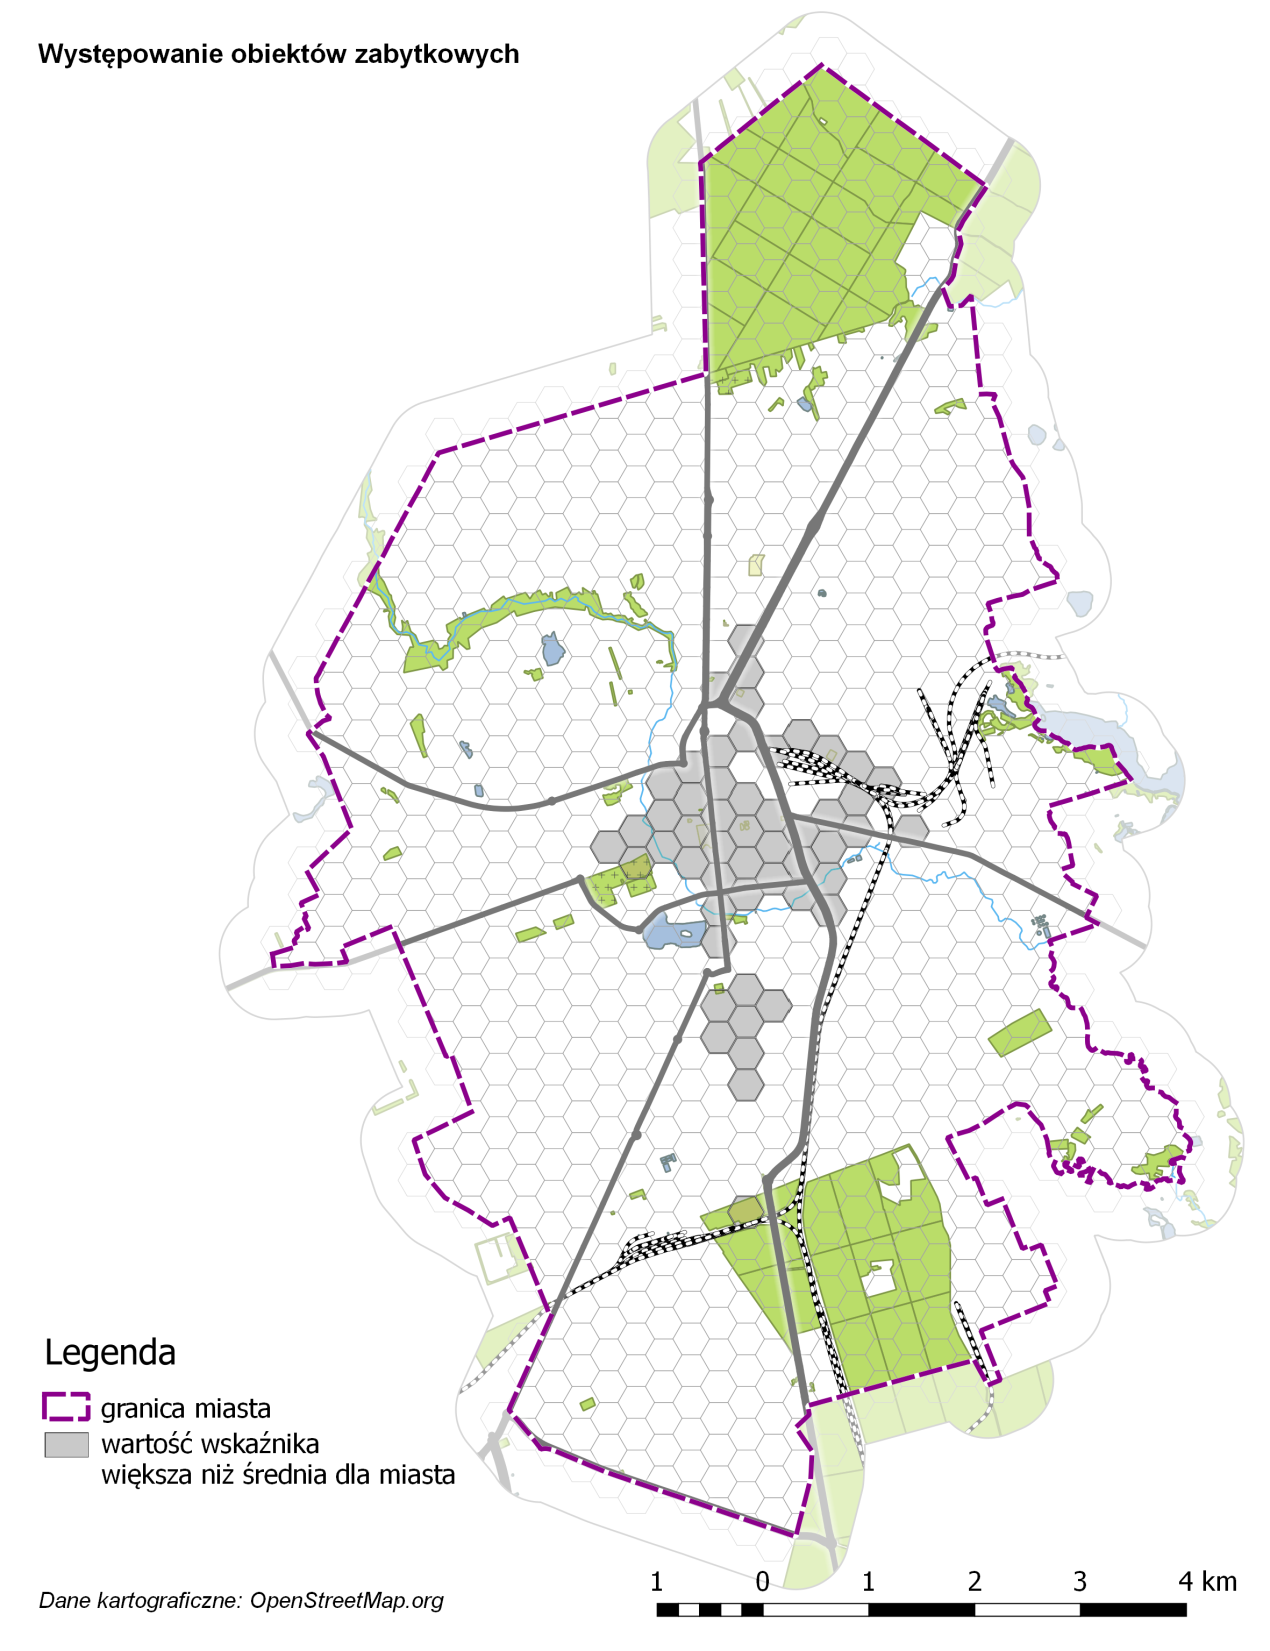 Występowanie obiektów zabytkowych
Legenda
granica miasta
wartość wskaźnika
większa niż średnia dla miasta
1 0 1 2 3 4 km
Dane kartograficzne: OpenStreetMap.org